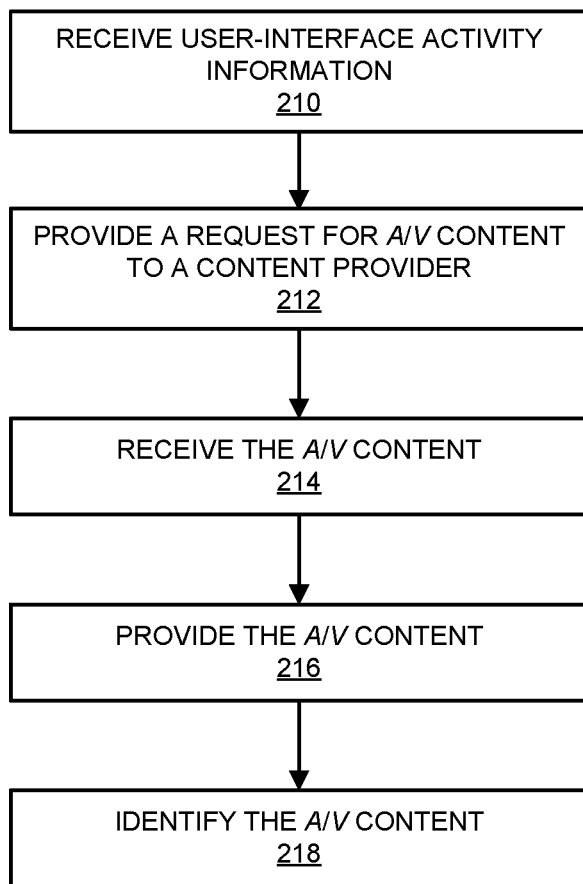 RECEIVE USER-INTERFACE ACTIVITY
INFORMATION
210
PROVIDE A REQUEST FOR A/V CONTENT
TO A CONTENT PROVIDER
212
RECEIVE THE A/V CONTENT
214
PROVIDE THE A/V CONTENT
216
IDENTIFY THE A/V CONTENT
218